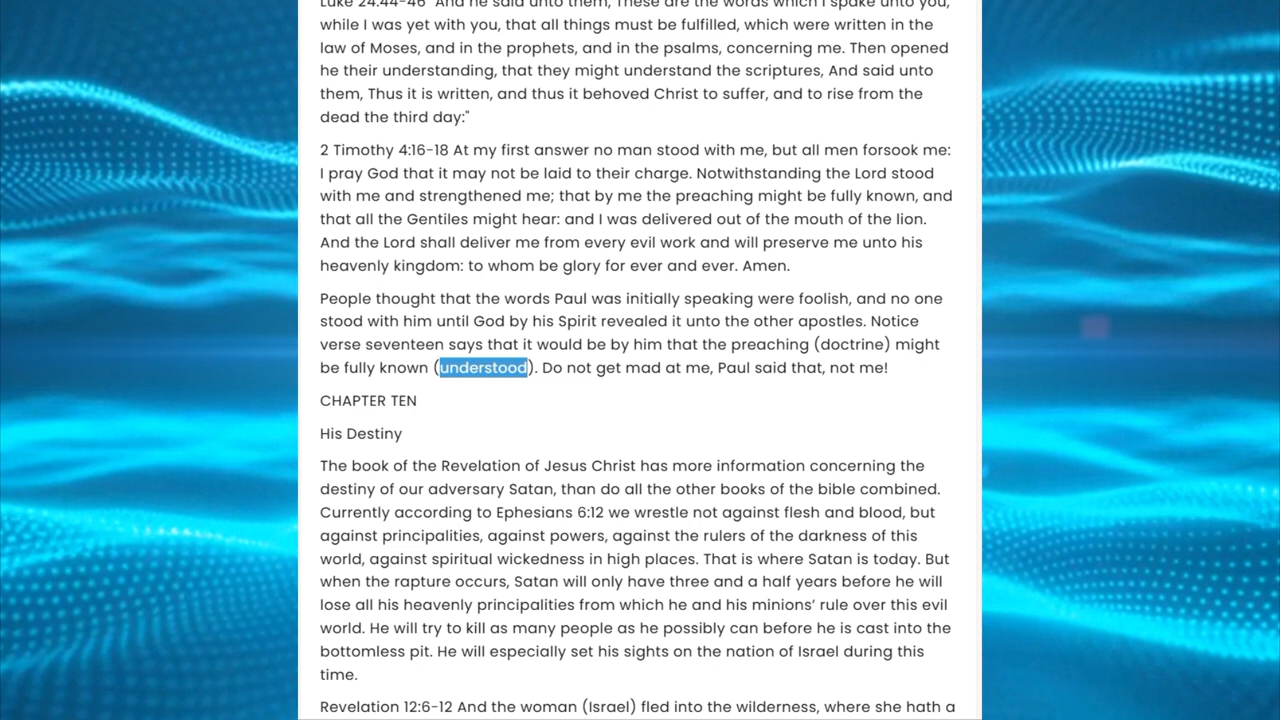 Luke 24:44-46 "And he said unto them, These are the words which I spake unto you,
while I was yet with you, that all things must be fulfilled, which were written in the
law of Moses, and in the prophets, and in the psalms, concerning me. Then opened
he their understanding, that they might understand the scriptures, And said unto
them, Thus it is written, and thus it behoved Christ to suffer, and to rise from the
dead the third day:"
2 Timothy 4:16-18 At my first answer no man stood with me, but all men forsook me:
I pray God that it may not be laid to their charge. Notwithstanding the Lord stood
with me and strengthened me; that by me the preaching might be fully known, and
that all the Gentiles might hear: and I was delivered out of the mouth of the lion.
And the Lord shall deliver me from every evil work and will preserve me unto his
heavenly kingdom: to whom be glory for ever and ever. Amen.
People thought that the words Paul was initially speaking were foolish, and no one
stood with him until God by his Spirit revealed it unto the other apostles. Notice
verse seventeen says that it would be by him that the preaching (doctrine) might
be fully known (understood). Do not get mad at me, Paul said that, not me!
CHAPTER TEN
His Destiny
The book of the Revelation of Jesus Christ has more information concerning the
destiny of our adversary Satan, than do all the other books of the bible combined.
Currently according to Ephesians 6:12 we wrestle not against flesh and blood, but
against principalities, against powers, against the rulers of the darkness of this
world, against spiritual wickedness in high places. That is where Satan is today. But
when the rapture occurs, Satan will only have three and a half years before he will
lose all his heavenly principalities from which he and his minions' rule over this evil
world. He will try to kill as many people as he possibly can before he is cast into the
bottomless pit. He will especially set his sights on the nation of Israel during this
time.
Revelation 12:6-12 And the woman (Israel) fled into the wilderness, where she hath a